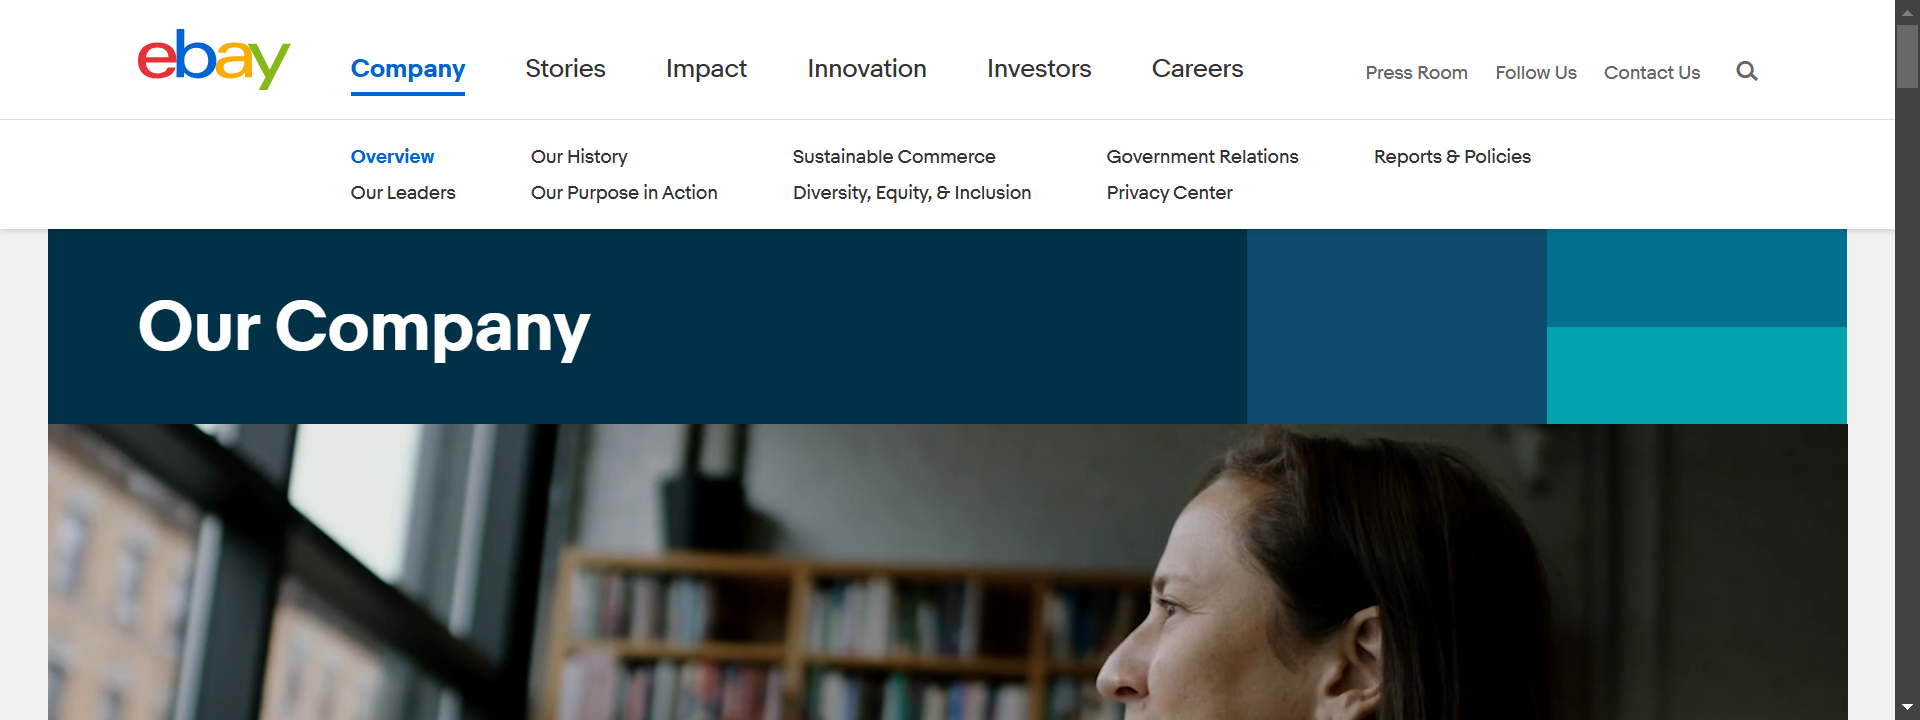 ebay
Company Stories Impact Innovation Investors Careers Press Room Follow Us Contact Us
Overview Our History Sustainable Commerce Government Relations Reports & Policies
Our Leaders Our Purpose in Action Diversity, Equity, & Inclusion Privacy Center
Our Company